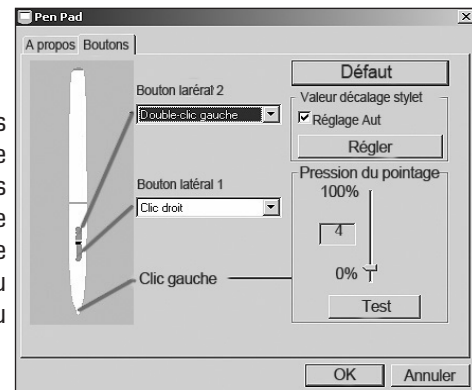 Pen Pad
A propos Boutons
Bouton laréral 2
Double-clic gauche
Bouton latéral 1
Clic droit
Clic gauche
Défaut
Valeur décalage stylet
Réglage Aut
Régler
Pression du pointage
100%
4
0%
Test
OK Annuler
s
e
s
e
e
u
u